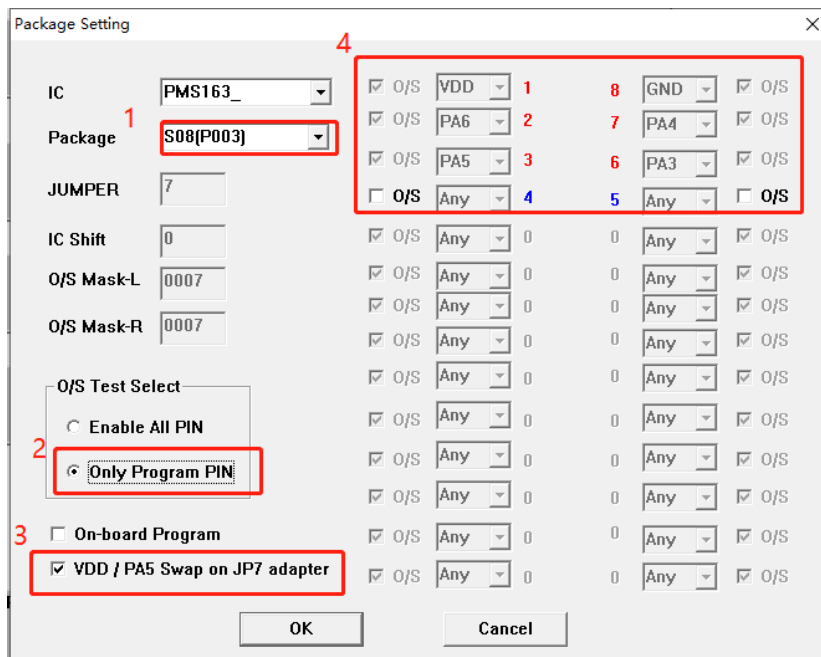 Package Setting
4
IC PMS163_
O/S VDD 1 8 GND O/S
1
Package S08(P003)
O/S PA6 2 7 PA4 O/S
O/S PA5 3 6 PA3 O/S
JUMPER 7
O/S Any 4 5 Any O/S
IC Shift 0
O/S Any 0 0 Any O/S
O/S Mask-L 0007
O/S Any 0 0 Any O/S
O/S Any 0 0 Any O/S
O/S Mask-R 0007
O/S Any 0 0 Any O/S
O/S Any 0 0 Any O/S
O/S Test Select
Enable All PIN
O/S Any 0 0 Any O/S
2
Only Program PIN
O/S Any 0 0 Any O/S
O/S Any 0 0 Any O/S
3
On-board Program
O/S Any 0 0 Any O/S
VDD / PA5 Swap on JP7 adapter
O/S Any 0 0 Any O/S
OK Cancel